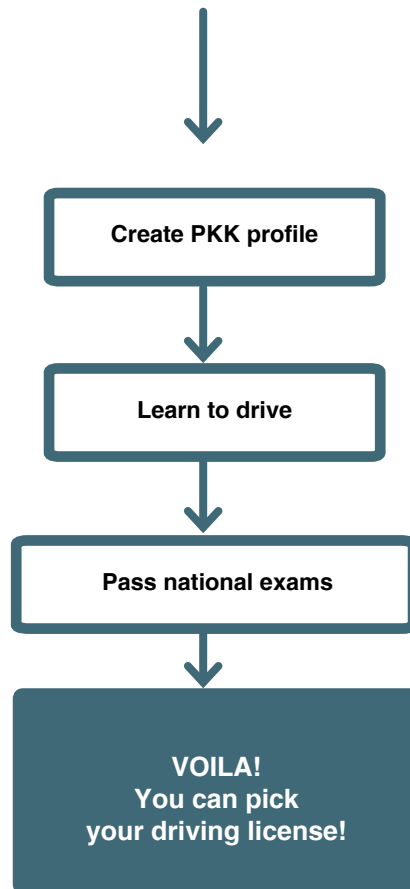 Create PKK profile
Learn to drive
Pass national exams
VOILA!
You can pick
your driving license!